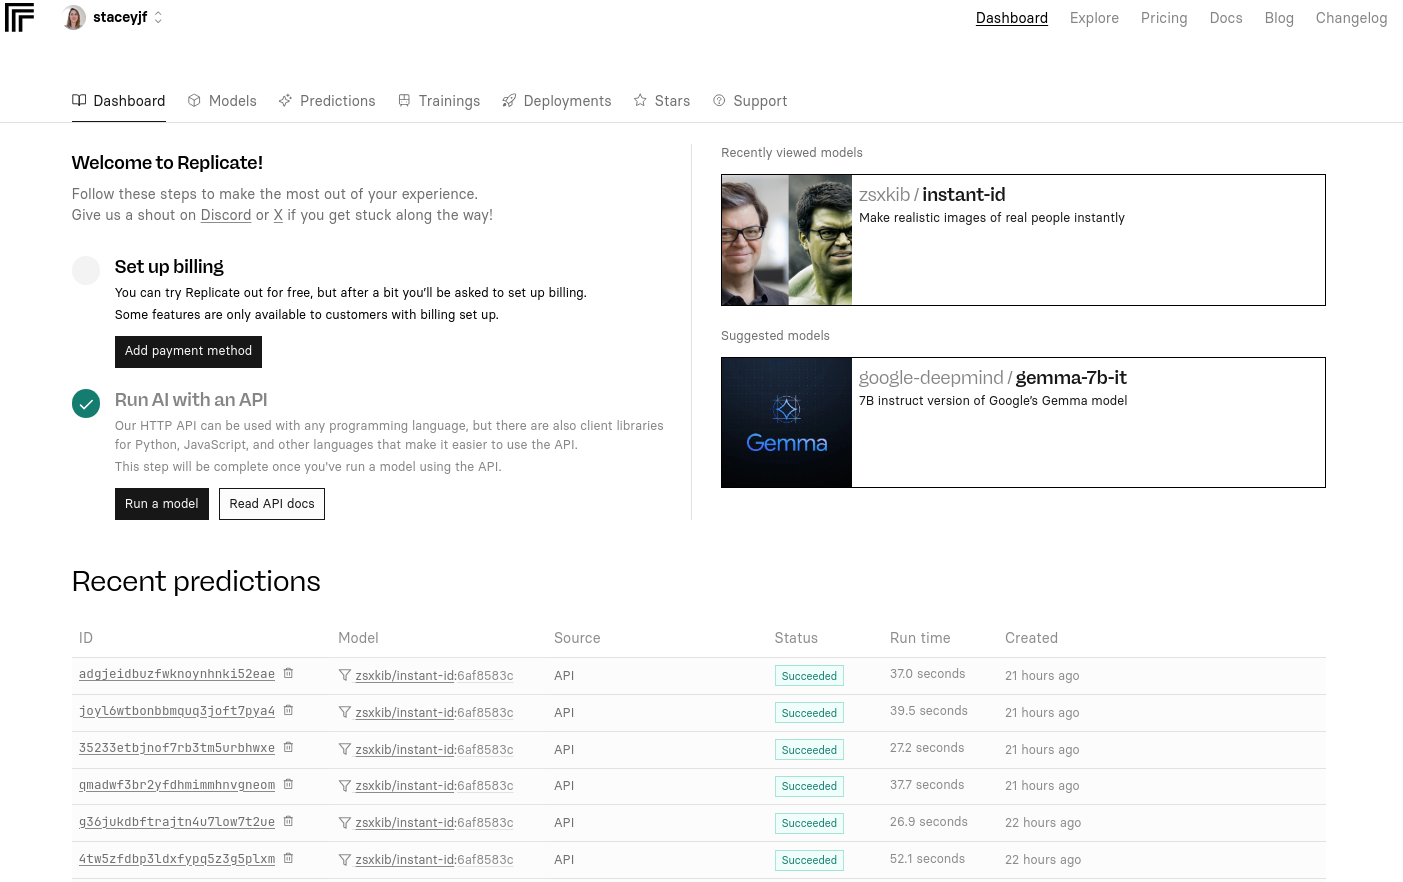 staceyjf
Dashboard Explore Pricing Docs Blog Changelog
Dashboard Models Predictions Trainings Deployments Stars Support
Welcome to Replicate!
Follow these steps to make the most out of your experience.
Give us a shout on Discord or X if you get stuck along the way!
Set up billing
You can try Replicate out for free, but after a bit you’ll be asked to set up billing.
Some features are only available to customers with billing set up.
Add payment method
Run AI with an API
Our HTTP API can be used with any programming language, but there are also client libraries
for Python, JavaScript, and other languages that make it easier to use the API.
This step will be complete once you've run a model using the API.
Run a model Read API docs
Recently viewed models
zsxkib / instant-id
Make realistic images of real people instantly
Suggested models
Gemma
google-deepmind / gemma-7b-it
7B instruct version of Google’s Gemma model
Recent predictions
ID Model Source Status Run time Created
adgjeidbuzfwknoynhnki52eae zsxkib/instant-id:6af8583c API Succeeded 37.0 seconds 21 hours ago
joyl6wtbonbbmquq3joft7pya4 zsxkib/instant-id:6af8583c API Succeeded 39.5 seconds 21 hours ago
35233etbjnof7rb3tm5urbhwxe zsxkib/instant-id:6af8583c API Succeeded 27.2 seconds 21 hours ago
qmadwf3br2yfdhmimmhnvgneom zsxkib/instant-id:6af8583c API Succeeded 37.7 seconds 21 hours ago
g36jukdbftrajtn4u7low7t2ue zsxkib/instant-id:6af8583c API Succeeded 26.9 seconds 22 hours ago
4tw5zfdbp3ldxfypq5z3g5plxm zsxkib/instant-id:6af8583c API Succeeded 52.1 seconds 22 hours ago